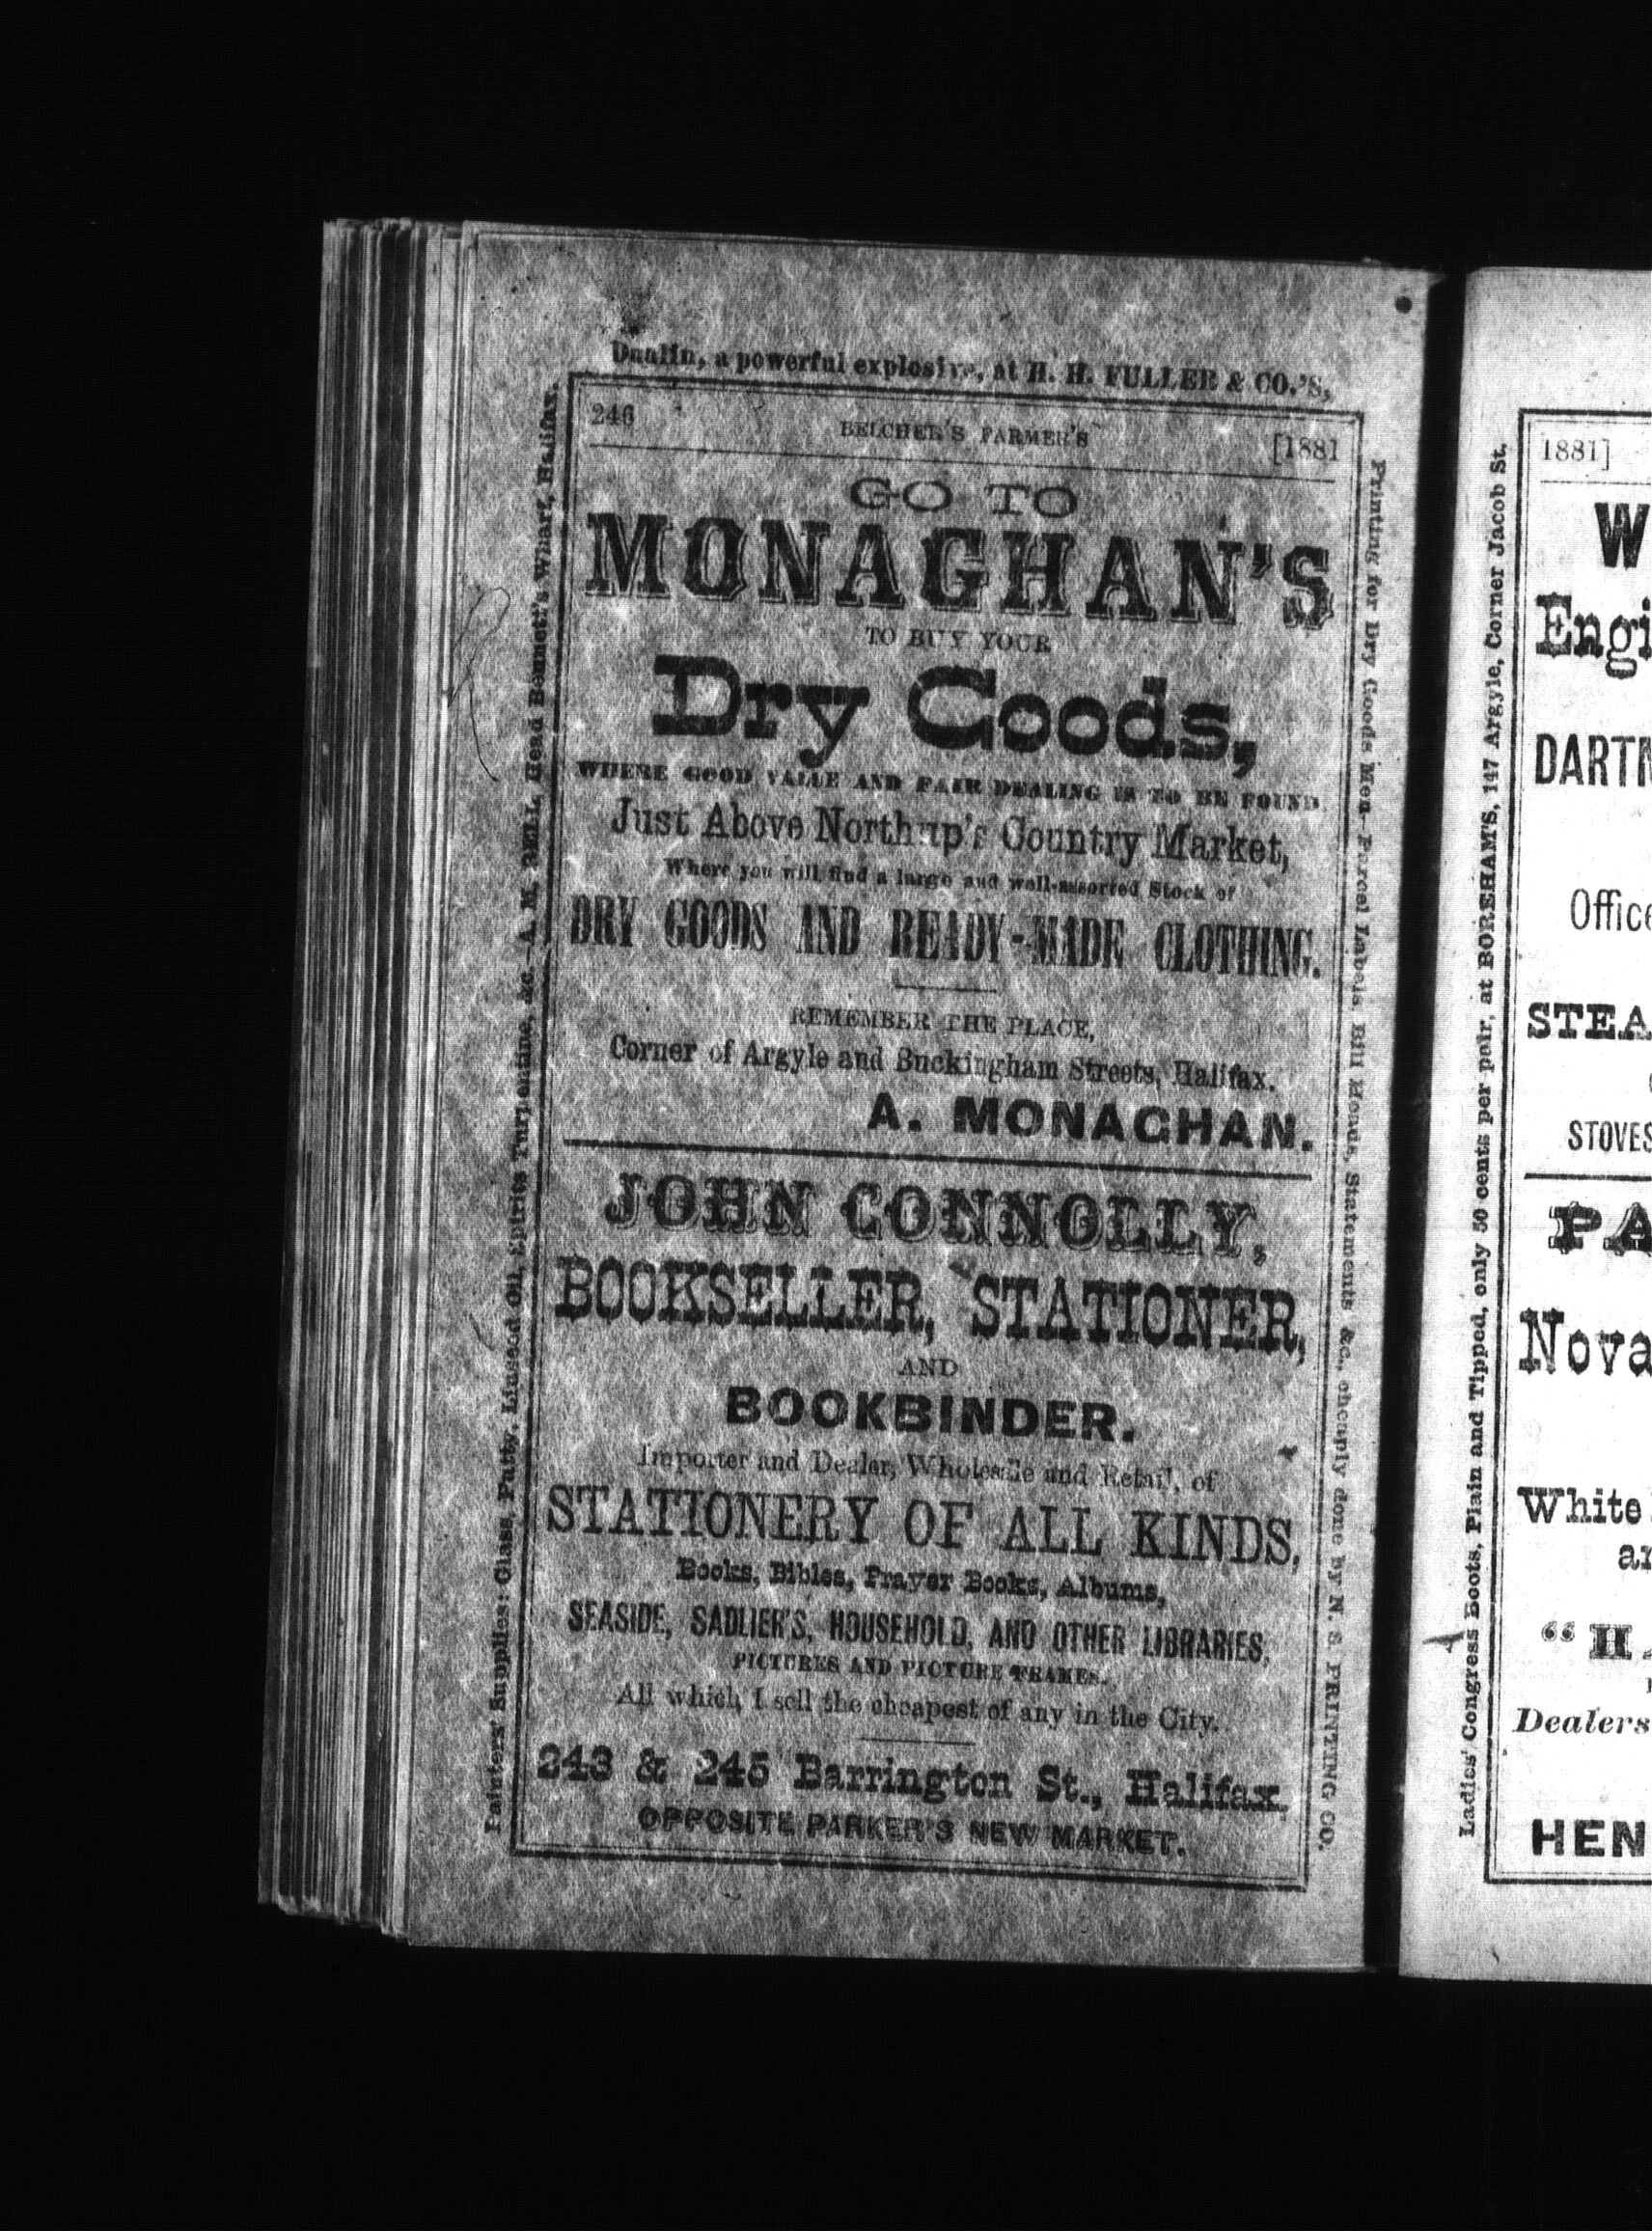 Dualin, a powerful explosive, at H. H. FULLER & CO.'S,
246 BELCHER'S FARMER'S [1881
GO TO
MONAGHAN'S
TO BUY YOUR
Dry Goods,
WHERE GOOD VALUE AND FAIR DEALING IS TO BE FOUND
Just Above Northup's Country Market,
Where you will find a large and well-assorted Stock of
DRY GOODS AND READY-MADE CLOTHING.
REMEMBER THE PLACE,
Corner of Argyle and Buckingham Streets, Halifax.
A. MONAGHAN.
JOHN CONNOLLY,
BOOKSELLER, STATIONER,
AND
BOOKBINDER.
Importer and Dealer, Wholesale and Retail, of
STATIONERY OF ALL KINDS,
Books, Bibles, Prayer Books, Albums,
SEASIDE, SADLIER'S, HOUSEHOLD, AND OTHER LIBRARIES,
PICTURES AND PICTURE FRAMES.
All which I sell the cheapest of any in the City.
243 & 245 Barrington St., Halifax.
OPPOSITE PARKER'S NEW MARKET.
Painters' Supplies: Glass, Putty, Linseed Oil, Spirits Turpentine, &c.—A. M. BELL, Head Bennett's Wharf, Halifax.
Printing for Dry Goods Men—Parcel Labels, Bill Heads, Statements &c., cheaply done by N. S. PRINTING CO.
Ladies' Congress Boots, Plain and Tipped, only 50 cents per pair, at BOREHAM'S, 147 Argyle, Corner Jacob St.
1881]
W
Engi
DARTM
Office
STEA
STOVES
PA
Nova
White
an
"HA
Dealers
HEN